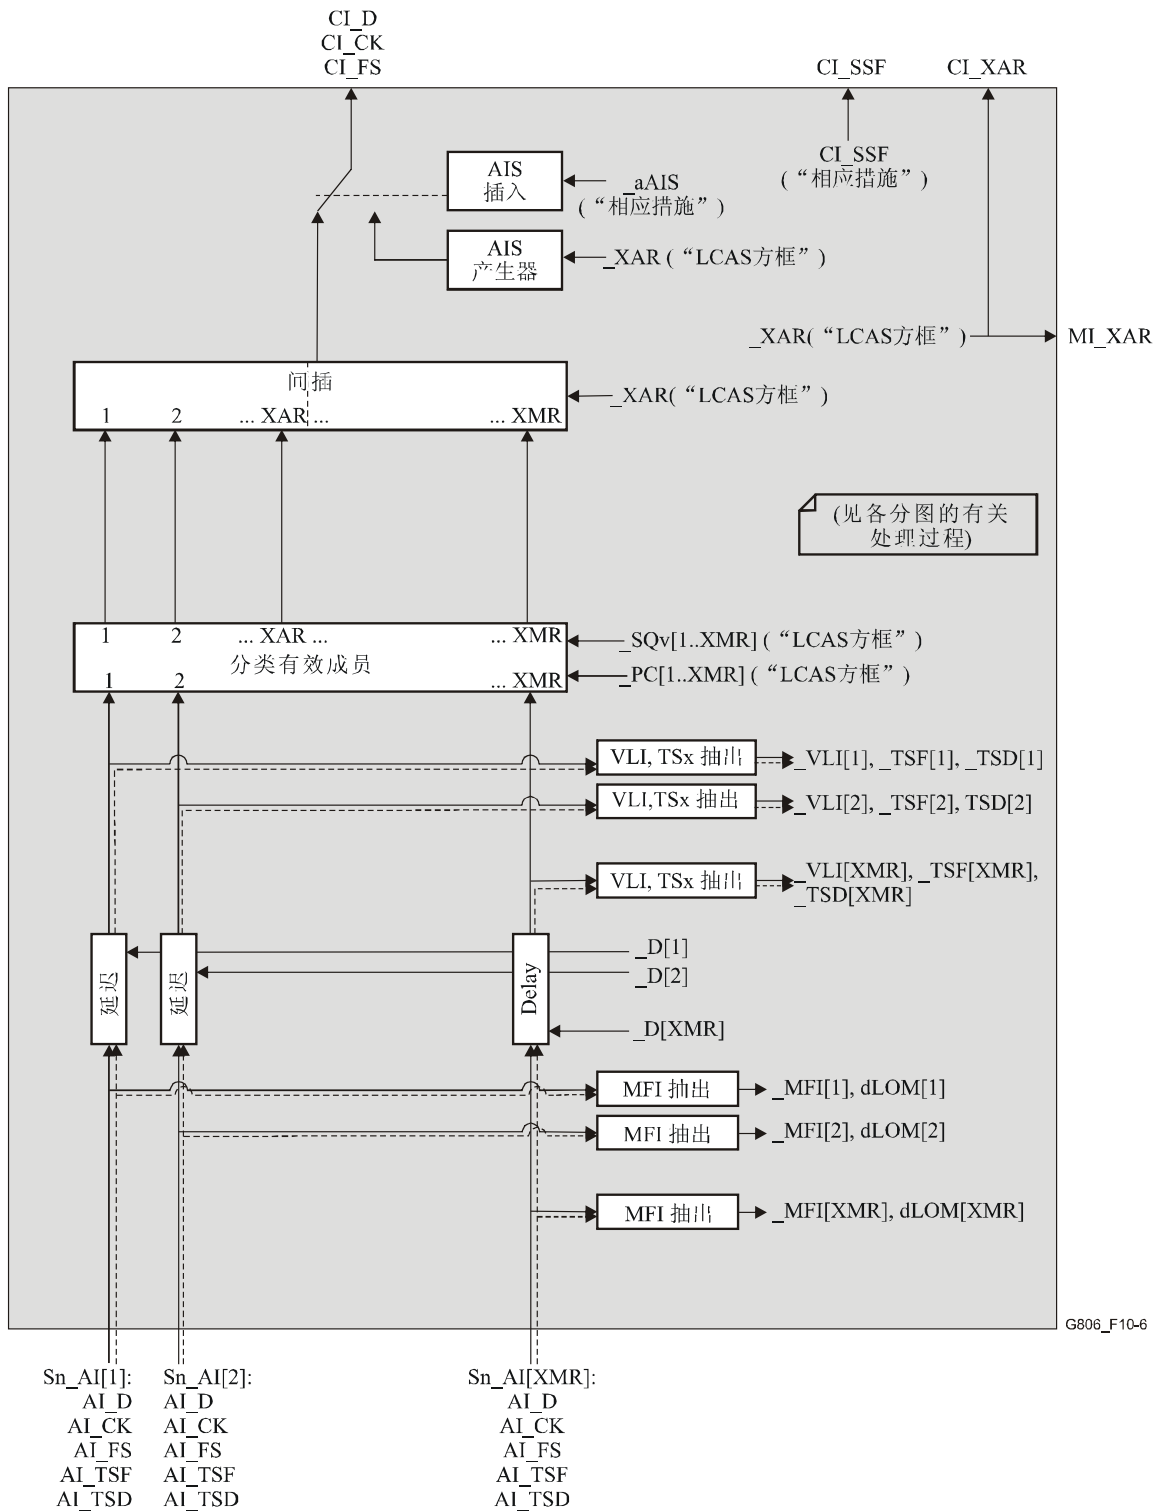 CI_D
CI_CK
CI_FS
CI_SSF
CI_XAR
CI_SSF
(“相应措施”)
AIS
插入
_aAIS
(“相应措施”)
AIS
产生器
_XAR (“LCAS方框”)
_XAR(“LCAS方框”)
MI_XAR
间插
_XAR(“LCAS方框”)
1 2 ... XAR ... ... XMR
(见各分图的有关
处理过程)
1 2 ... XAR ... ... XMR
_SQv[1..XMR] (“LCAS方框”)
分类有效成员
_PC[1..XMR] (“LCAS方框”)
1 2 ... XMR
VLI, TSx 抽出
_VLI[1], _TSF[1], _TSD[1]
VLI,TSx 抽出
_VLI[2], _TSF[2], TSD[2]
VLI, TSx 抽出
_VLI[XMR], _TSF[XMR],
_TSD[XMR]
延迟
延迟
Delay
_D[1]
_D[2]
_D[XMR]
MFI 抽出
_MFI[1], dLOM[1]
MFI 抽出
_MFI[2], dLOM[2]
MFI 抽出
_MFI[XMR], dLOM[XMR]
G806_F10-6
Sn_AI[1]:
AI_D
AI_CK
AI_FS
AI_TSF
AI_TSD
Sn_AI[2]:
AI_D
AI_CK
AI_FS
AI_TSF
AI_TSD
Sn_AI[XMR]:
AI_D
AI_CK
AI_FS
AI_TSF
AI_TSD